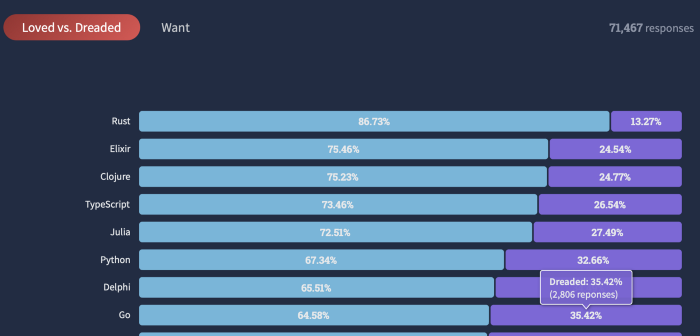 Loved vs. Dreaded Want 71,467 responses
Rust 86.73% 13.27%
Elixir 75.46% 24.54%
Clojure 75.23% 24.77%
TypeScript 73.46% 26.54%
Julia 72.51% 27.49%
Python 67.34% 32.66%
Delphi 65.51%
Dreaded: 35.42%
(2,806 reponses)
Go 64.58% 35.42%